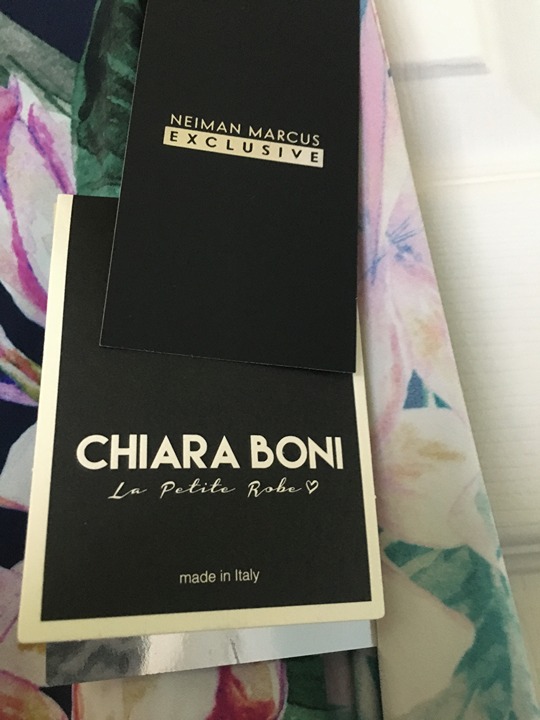 NEIMAN MARCUS
EXCLUSIVE
CHIARA BONI
La Petite Robe
made in Italy